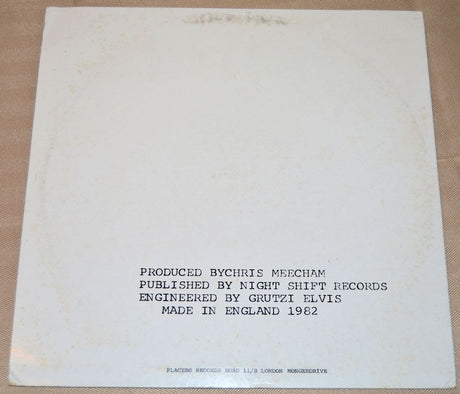 PRODUCED BYCHRIS MEECHAM
PUBLISHED BY NIGHT SHIFT RECORDS
ENGINEERED BY GRUTZI ELVIS
MADE IN ENGLAND 1982
PLACEBO RECORDS ROAD 11/2 LONDON MONGERDRIVE